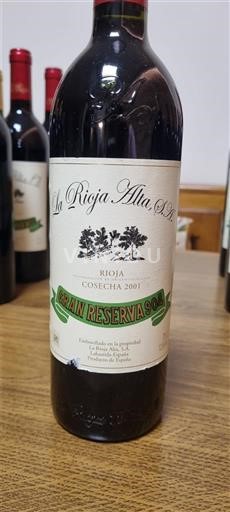 La Rioja Alta, S.A.
RIOJA
COSECHA 2001
GRAN RESERVA 904
Embotellado en la propiedad
La Rioja Alta, S.A.
Labastida-España
Producto de España